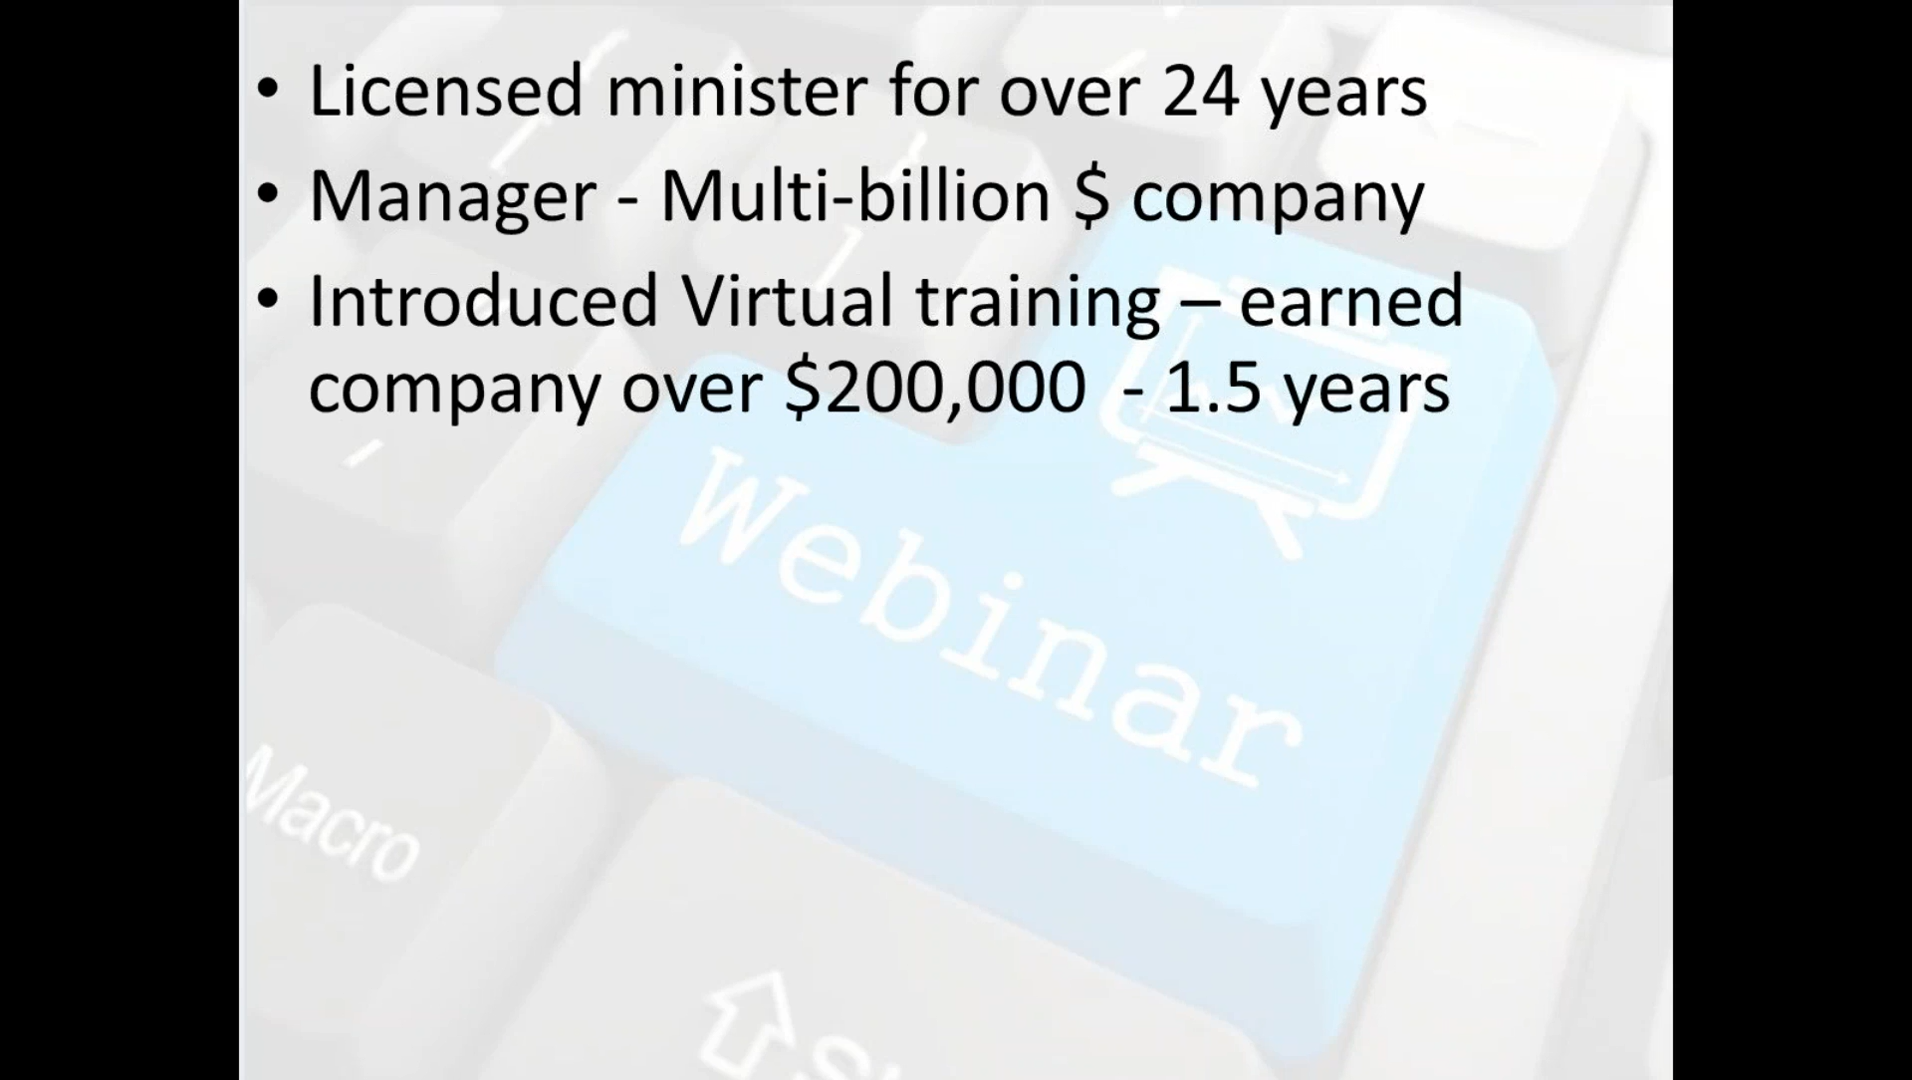 • Licensed minister for over 24 years
• Manager - Multi-billion $ company
• Introduced Virtual training – earned
company over $200,000 - 1.5 years
Webinar
Macro